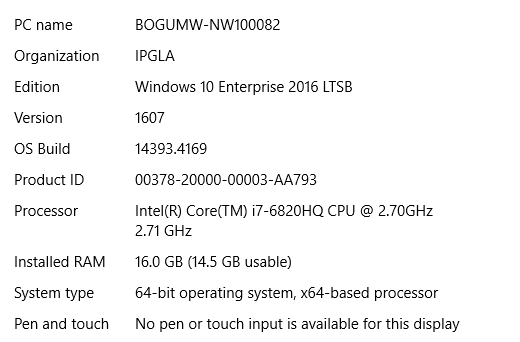 PC name BOGUMW-NW100082
Organization IPGLA
Edition Windows 10 Enterprise 2016 LTSB
Version 1607
OS Build 14393.4169
Product ID 00378-20000-00003-AA793
Processor Intel(R) Core(TM) i7-6820HQ CPU @ 2.70GHz
2.71 GHz
Installed RAM 16.0 GB (14.5 GB usable)
System type 64-bit operating system, x64-based processor
Pen and touch No pen or touch input is available for this display